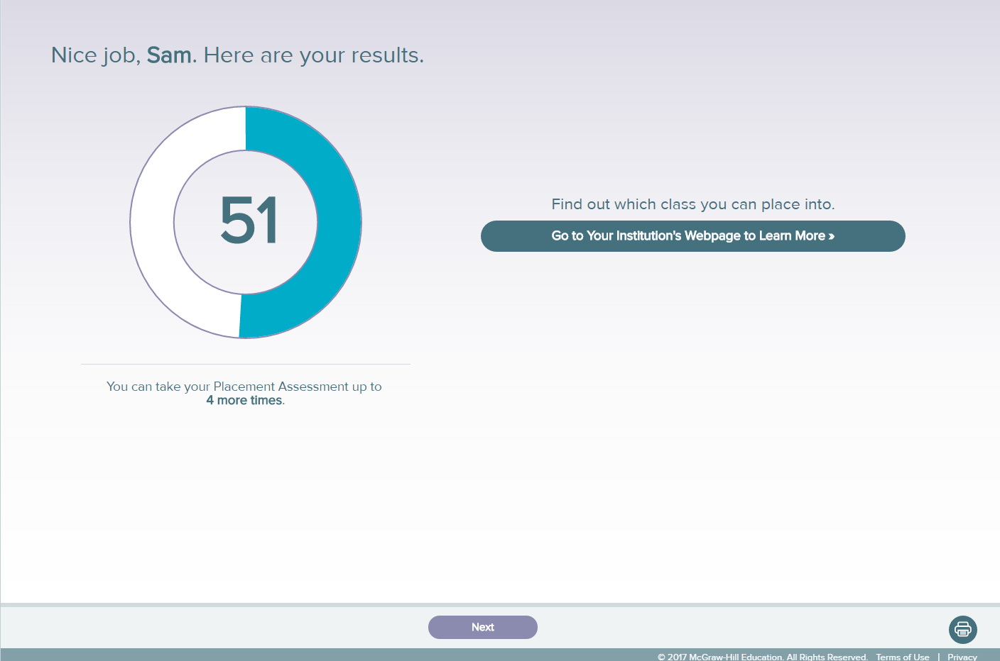 Nice job, Sam. Here are your results.
51
Find out which class you can place into.
Go to Your Institution's Webpage to Learn More »
You can take your Placement Assessment up to
4 more times.
Next
© 2017 McGraw-Hill Education. All Rights Reserved. Terms of Use | Privacy